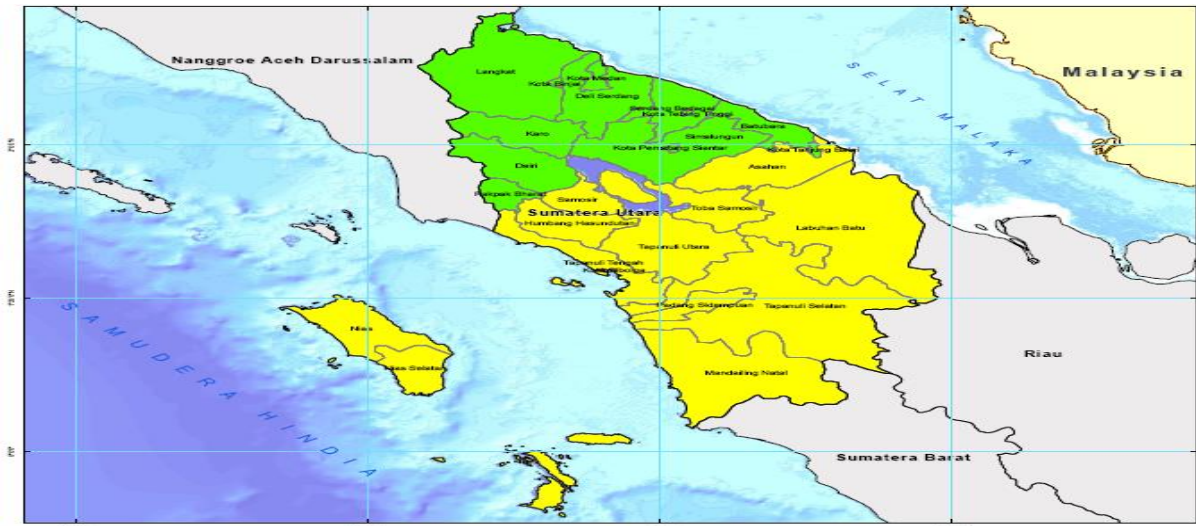 Nanggroe Aceh Darussalam
Malaysia
SELAT MALAKA
Langkat
Kota Medan
Kota Binjai
Deli Serdang
Serdang Bedagai
Kota Tebing Tinggi
Batubara
Karo
Simalungun
Kota Pematang Siantar
Kota Tanjung Balai
Dairi
Asahan
Pakpak Bharat
Samosir
Sumatera Utara
Toba Samosir
Humbang Hasundutan
Labuhan Batu
Tapanuli Utara
Tapanuli Tengah
Kota Sibolga
Padang Sidempuan
Tapanuli Selatan
Nias
Nias Selatan
Mandailing Natal
Riau
SAMUDERA HINDIA
Sumatera Barat